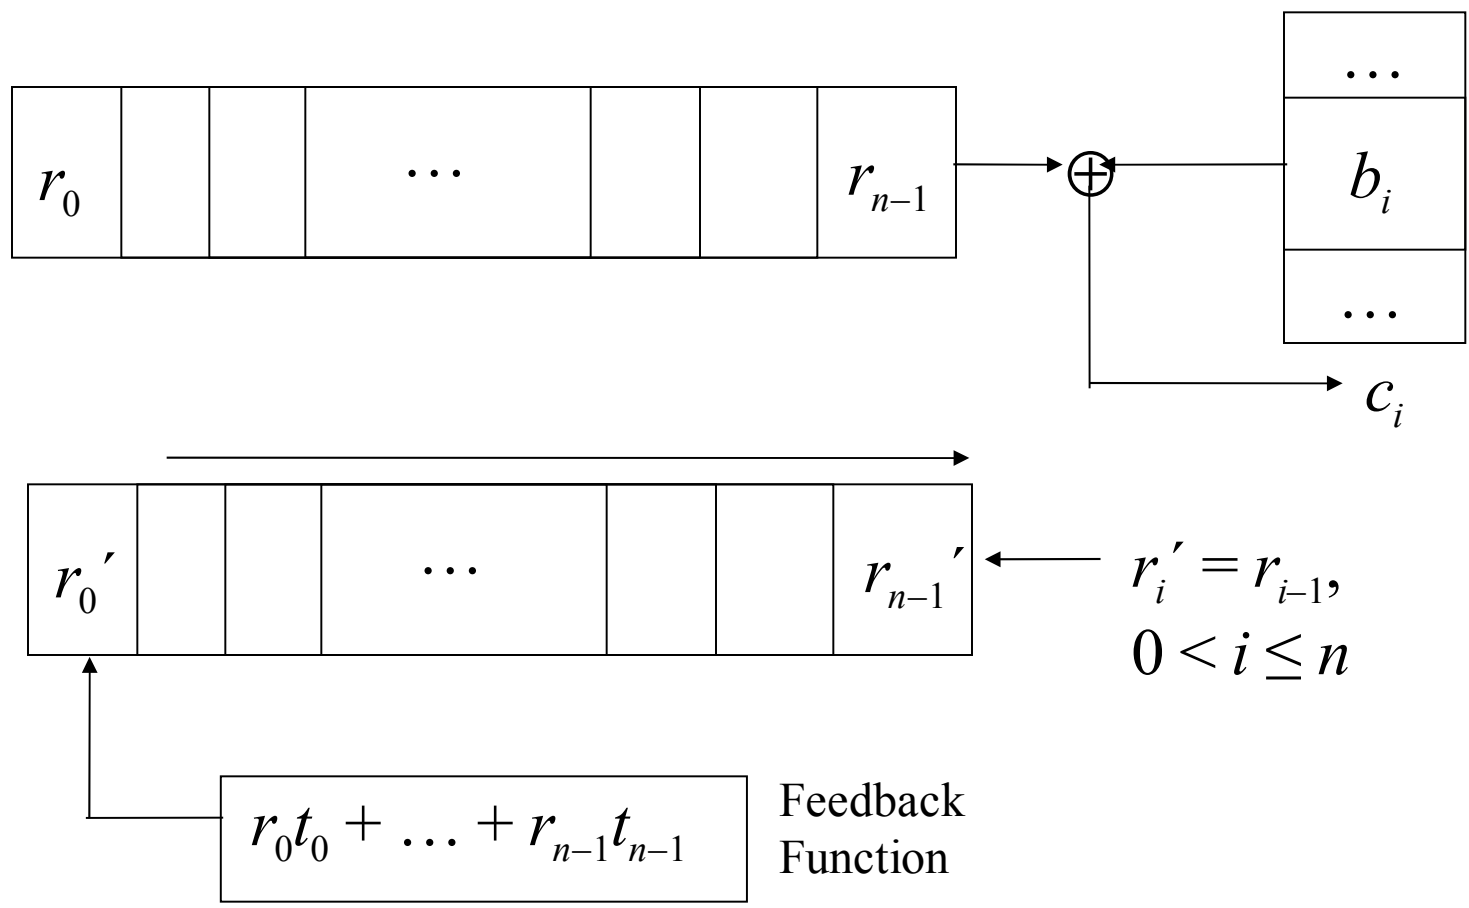 …
r₀ … rₙ₋₁ ⊕ bᵢ
…
cᵢ
r₀′ … rₙ₋₁′ rᵢ′ = rᵢ₋₁,
0 < i ≤ n
r₀t₀ + … + rₙ₋₁tₙ₋₁ Feedback
Function